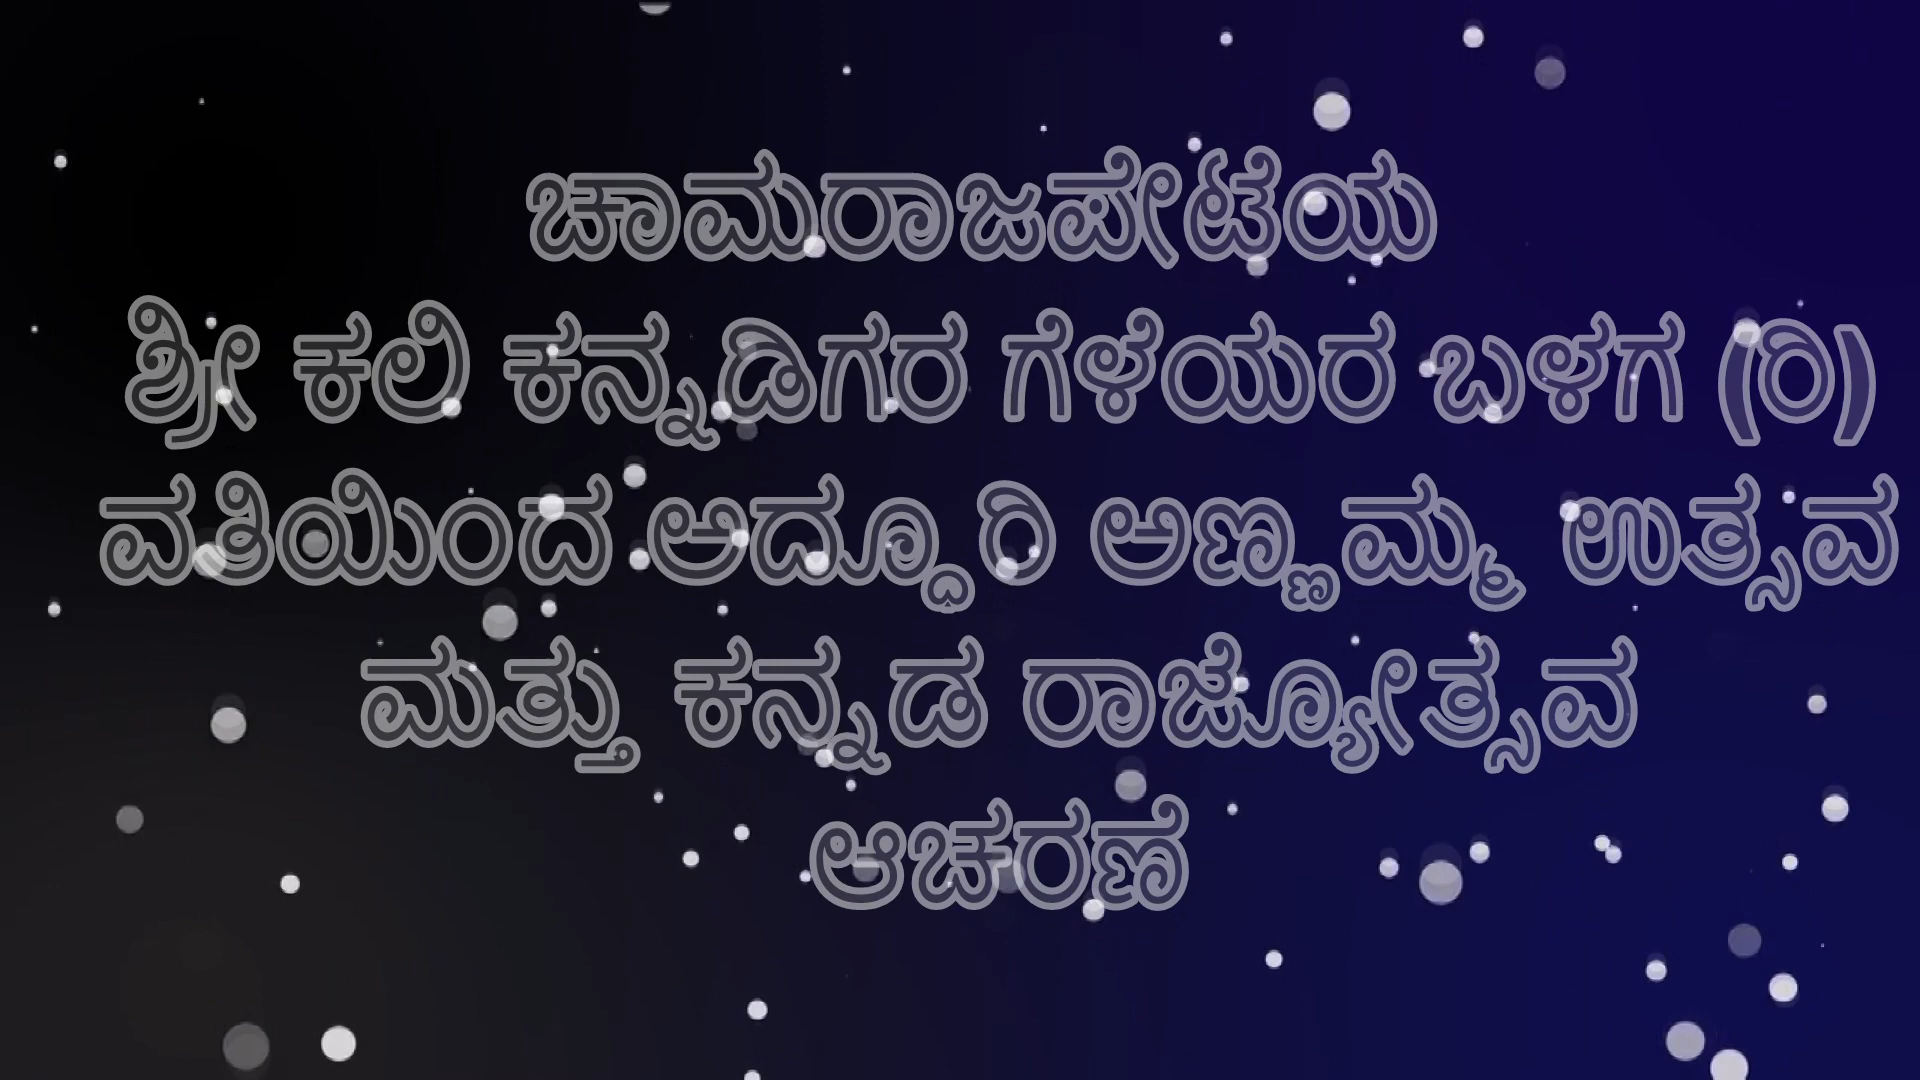 ಚಾಮರಾಜಪೇಟೆಯ
ಶ್ರೀ ಕಲಿ ಕನ್ನಡಿಗರ ಗೆಳೆಯರ ಬಳಗ (ರಿ)
ವತಿಯಿಂದ ಅದ್ದೂರಿ ಅಣ್ಣಮ್ಮ ಉತ್ಸವ
ಮತ್ತು ಕನ್ನಡ ರಾಜ್ಯೋತ್ಸವ
ಆಚರಣೆ